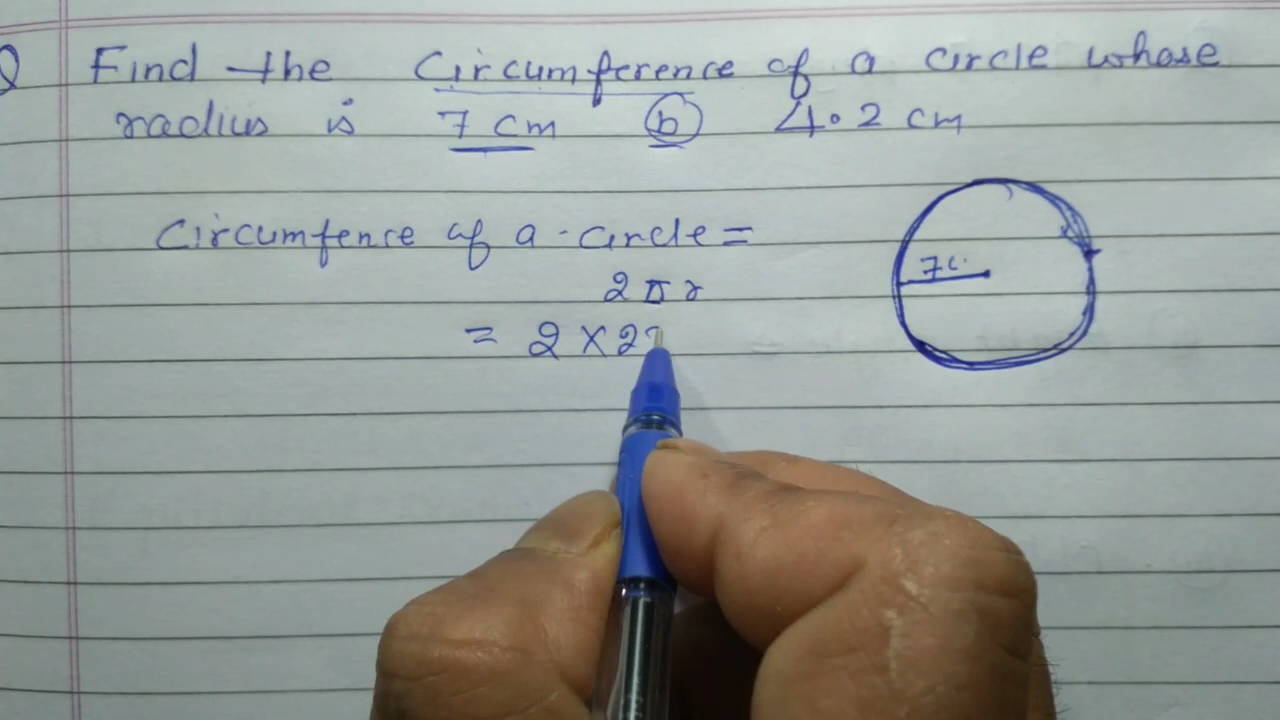 Q Find the Circumference of a circle whose
radius is 7 cm (b) 4.2 cm
Circumfence of a circle =
2πr
= 2 × 22
7c.